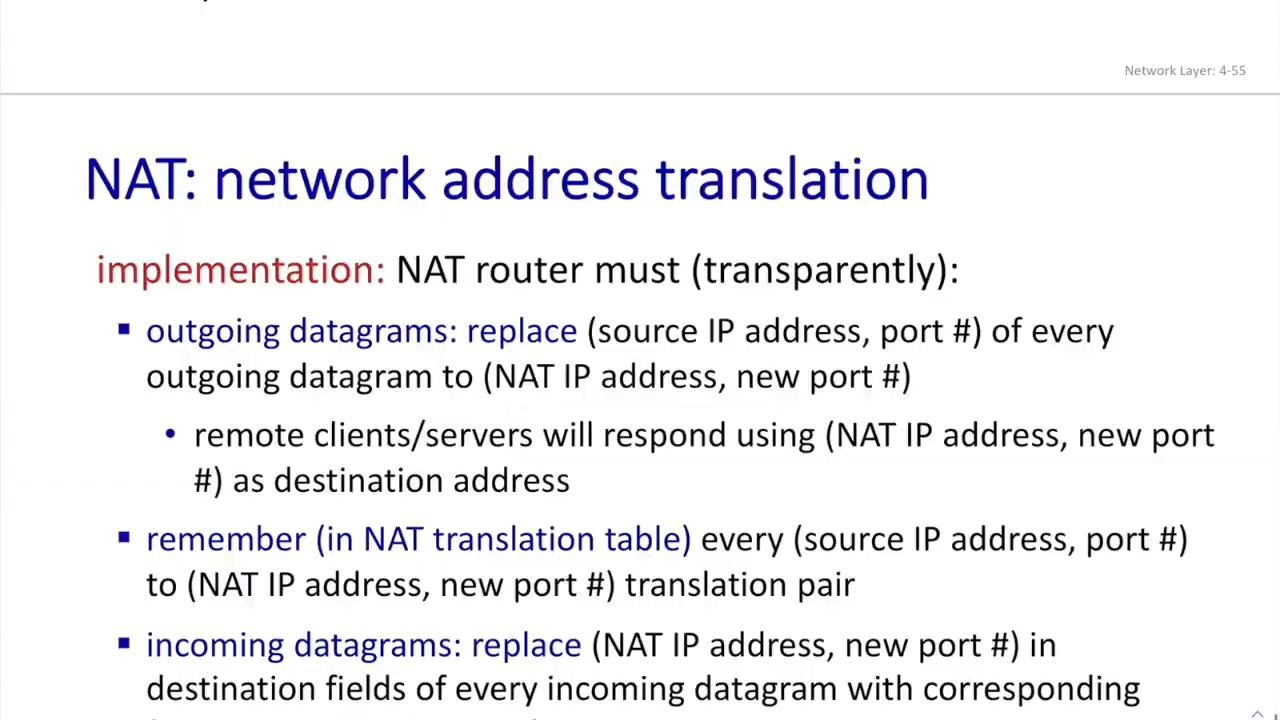 Network Layer: 4-55
NAT: network address translation
implementation: NAT router must (transparently):
▪ outgoing datagrams: replace (source IP address, port #) of every
outgoing datagram to (NAT IP address, new port #)
• remote clients/servers will respond using (NAT IP address, new port
#) as destination address
▪ remember (in NAT translation table) every (source IP address, port #)
to (NAT IP address, new port #) translation pair
▪ incoming datagrams: replace (NAT IP address, new port #) in
destination fields of every incoming datagram with corresponding